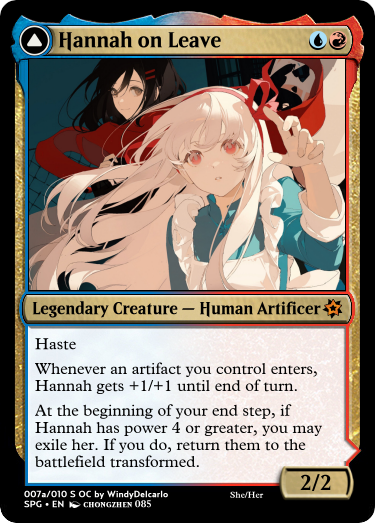 Hannah on Leave
Legendary Creature — Human Artificer
Haste
Whenever an artifact you control enters,
Hannah gets +1/+1 until end of turn.
At the beginning of your end step, if
Hannah has power 4 or greater, you may
exile her. If you do, return them to the
battlefield transformed.
2/2
007a/010 S OC by WindyDelcarlo
She/Her
SPG • EN CHONGZHEN 085